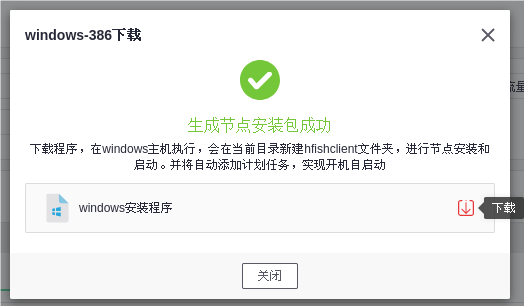 windows-386下载
流量
生成节点安装包成功
下载程序，在windows主机执行，会在当前目录新建hfishclient文件夹，进行节点安装和
启动。并将自动添加计划任务，实现开机自启动
windows安装程序
下载
关闭